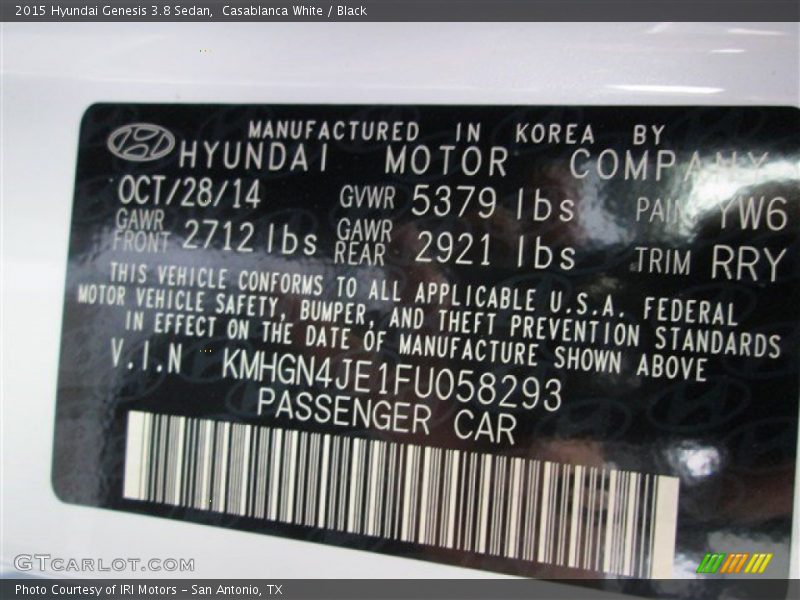 2015 Hyundai Genesis 3.8 Sedan,  Casablanca White / Black
MANUFACTURED IN KOREA BY
HYUNDAI MOTOR COMPANY
OCT/28/14 GVWR 5379 lbs PAINT YW6
GAWR FRONT 2712 lbs GAWR REAR 2921 lbs TRIM RRY
THIS VEHICLE CONFORMS TO ALL APPLICABLE U.S.A. FEDERAL
MOTOR VEHICLE SAFETY, BUMPER, AND THEFT PREVENTION STANDARDS
IN EFFECT ON THE DATE OF MANUFACTURE SHOWN ABOVE
V.I.N KMHGN4JE1FU058293
PASSENGER CAR
GTCARLOT.COM
Photo Courtesy of IRI Motors - San Antonio, TX